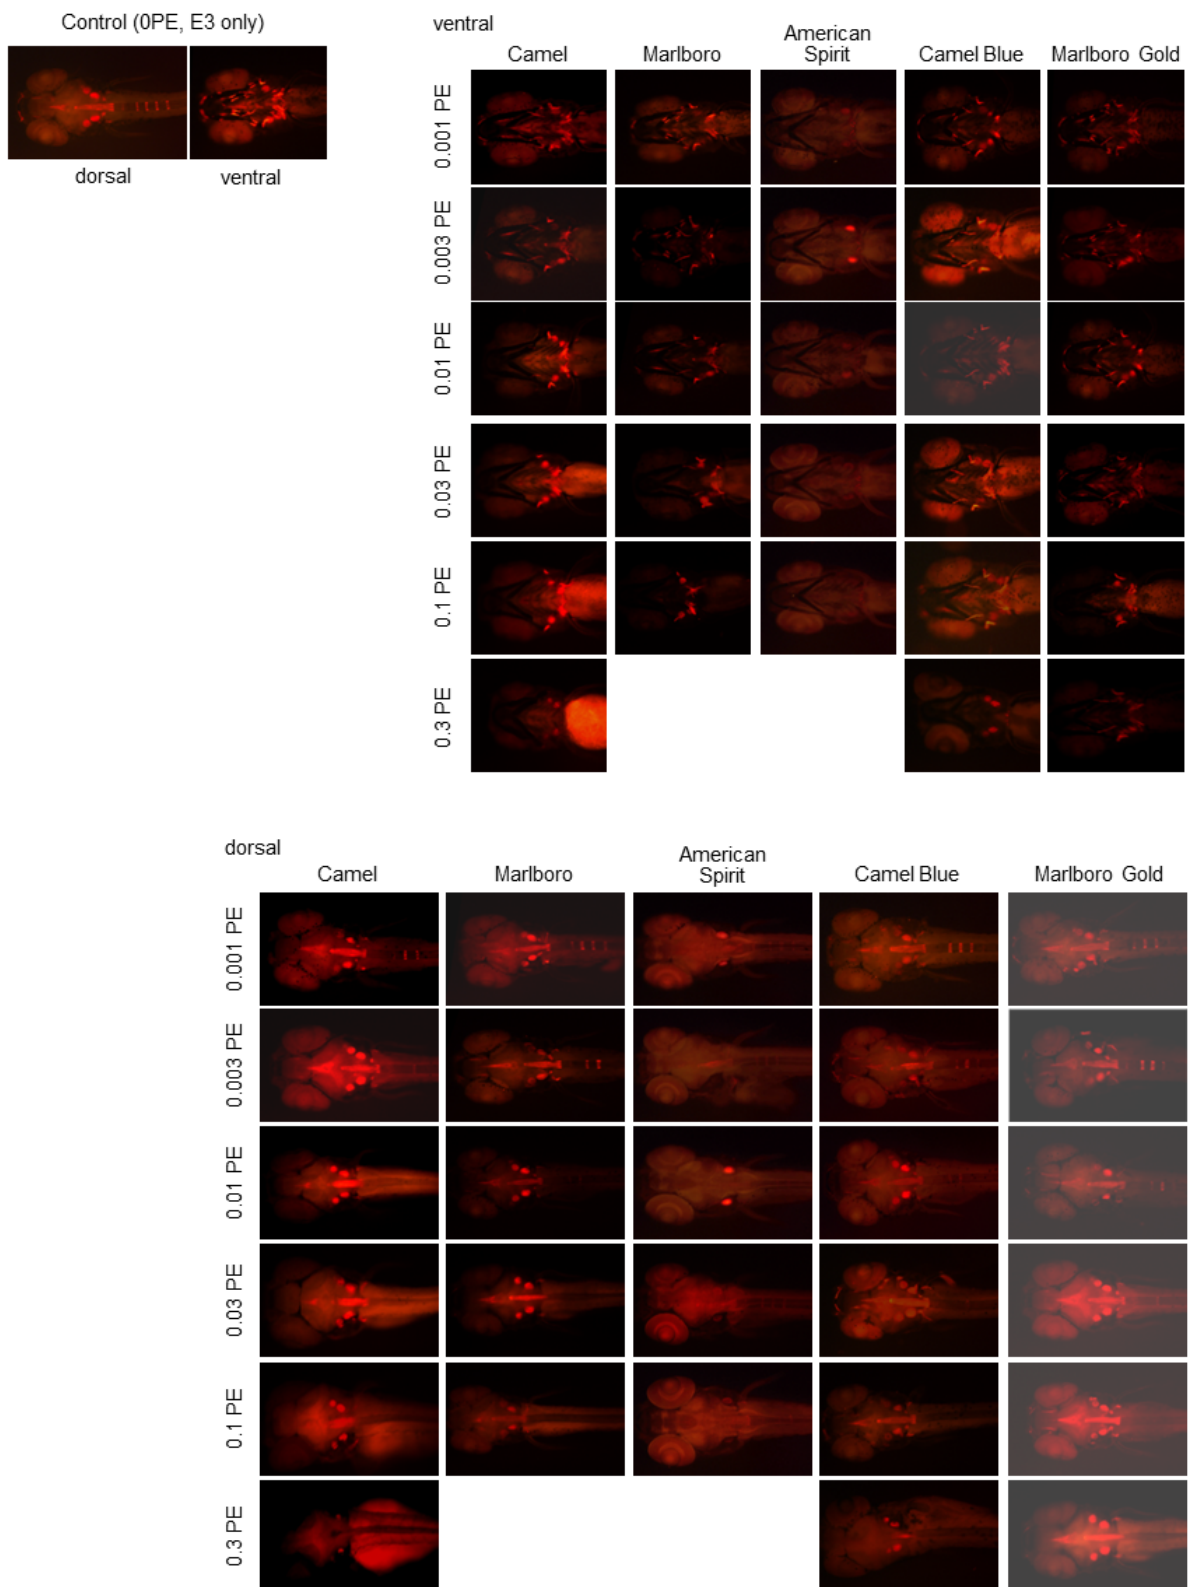 Control (0PE, E3 only)
dorsal
ventral
ventral
Camel
Marlboro
American
Spirit
Camel Blue
Marlboro Gold
0.001 PE
0.003 PE
0.01 PE
0.03 PE
0.1 PE
0.3 PE
dorsal
Camel
Marlboro
American
Spirit
Camel Blue
Marlboro Gold
0.001 PE
0.003 PE
0.01 PE
0.03 PE
0.1 PE
0.3 PE